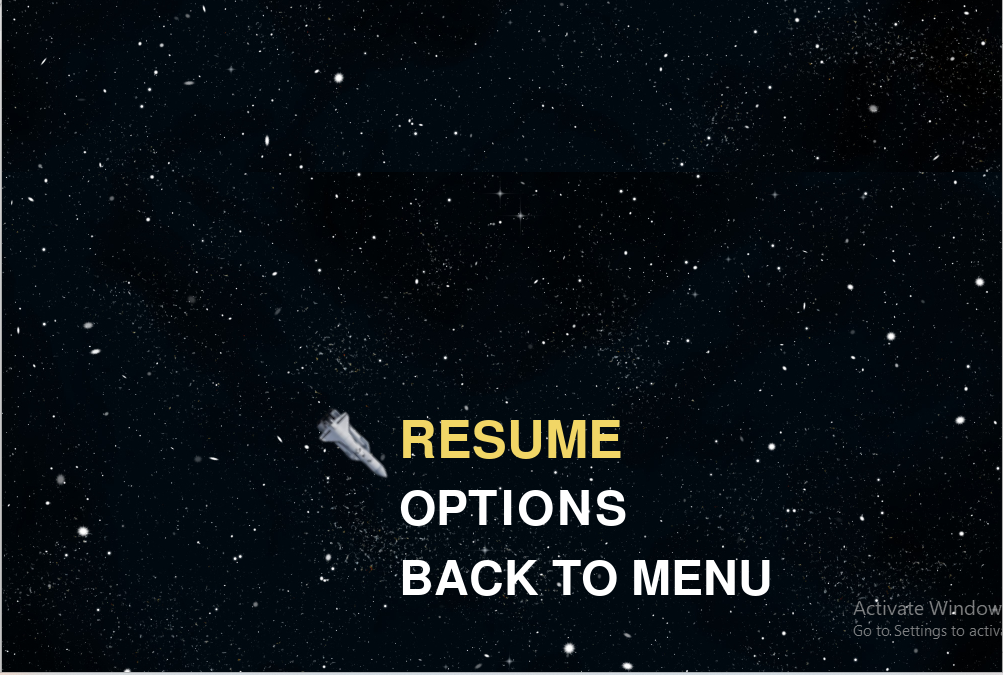 RESUME
OPTIONS
BACK TO MENU
Activate Window
Go to Settings to activ